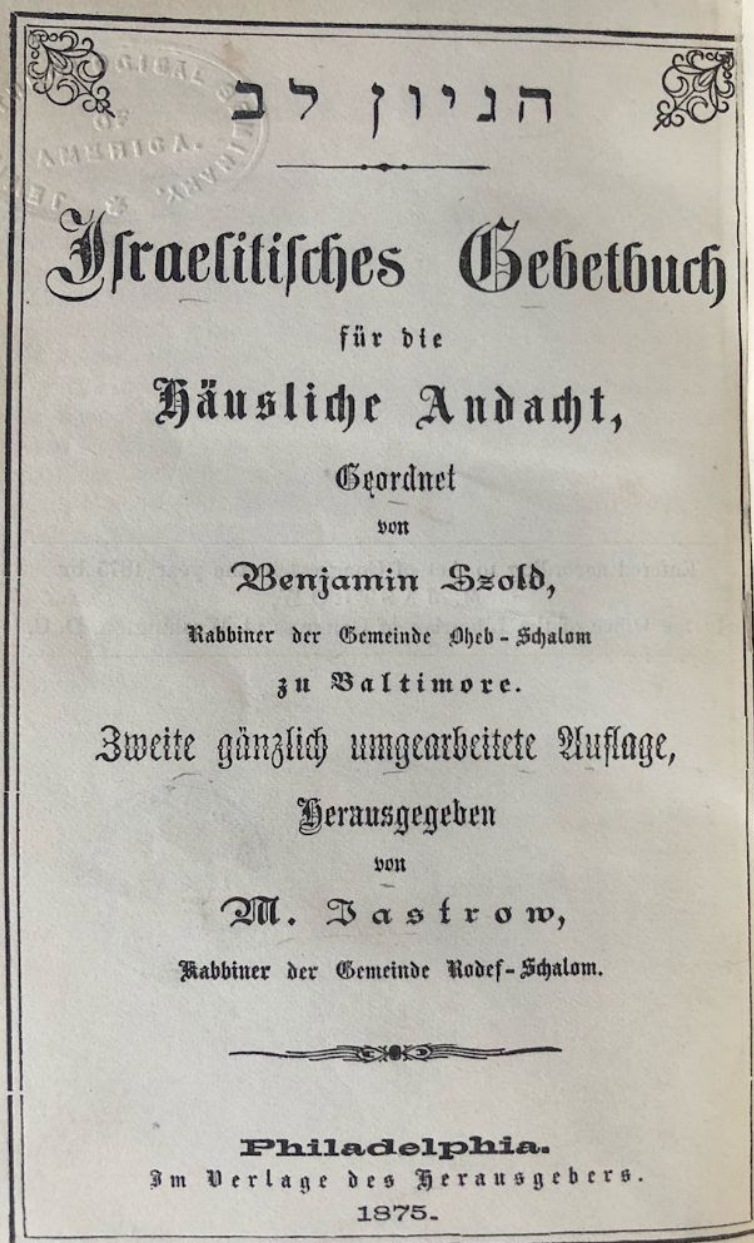 הגיון לב
Israelitisches Gebetbuch
für die
Häusliche Andacht,
Geordnet
von
Benjamin Szold,
Rabbiner der Gemeinde Oheb-Schalom
zu Baltimore.
Zweite gänzlich umgearbeitete Auflage,
Herausgegeben
von
M. Jastrow,
Rabbiner der Gemeinde Rodef-Schalom.
Philadelphia.
Im Verlage des Herausgebers.
1875.